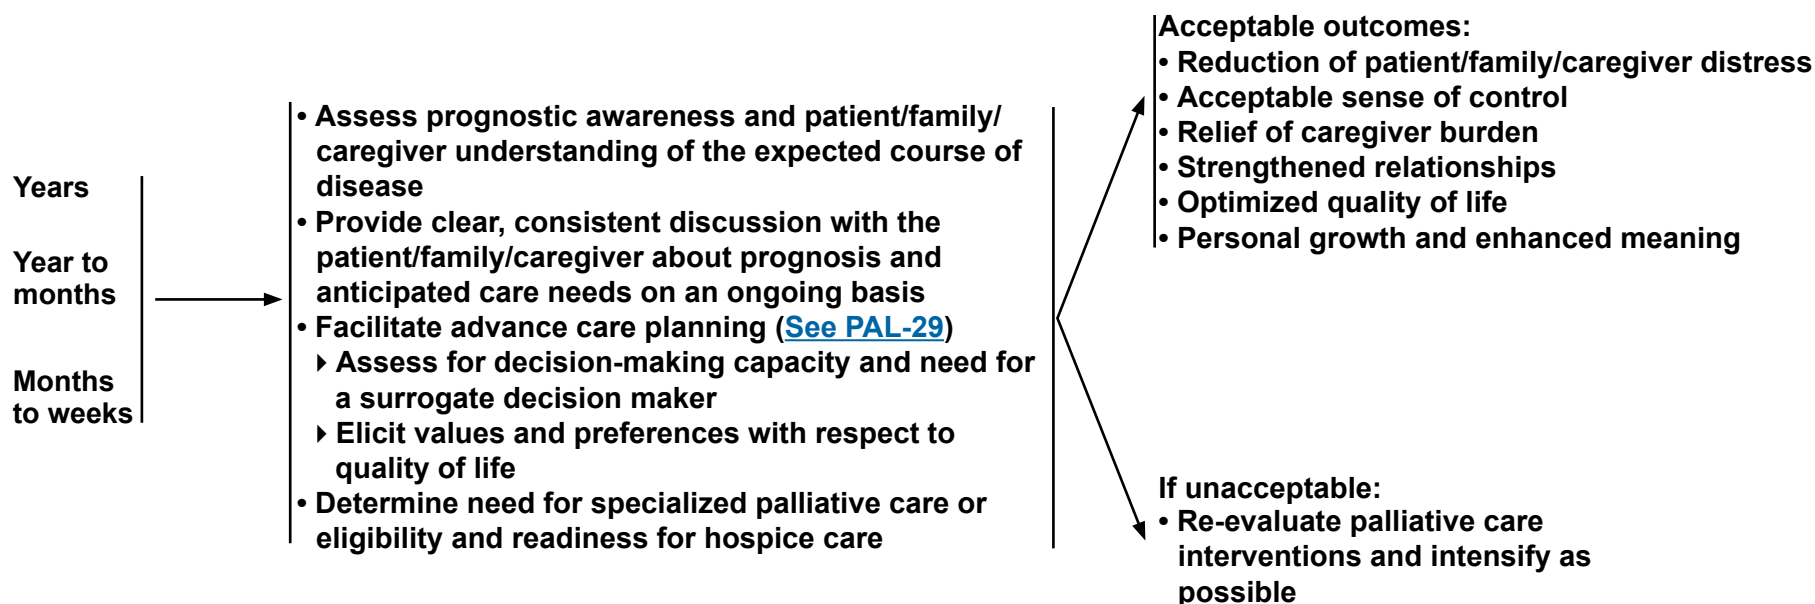 Years
Year to
months
Months
to weeks
• Assess prognostic awareness and patient/family/
caregiver understanding of the expected course of
disease
• Provide clear, consistent discussion with the
patient/family/caregiver about prognosis and
anticipated care needs on an ongoing basis
• Facilitate advance care planning (See PAL-29)
‣ Assess for decision-making capacity and need for
a surrogate decision maker
‣ Elicit values and preferences with respect to
quality of life
• Determine need for specialized palliative care or
eligibility and readiness for hospice care
Acceptable outcomes:
• Reduction of patient/family/caregiver distress
• Acceptable sense of control
• Relief of caregiver burden
• Strengthened relationships
• Optimized quality of life
• Personal growth and enhanced meaning
If unacceptable:
• Re-evaluate palliative care
interventions and intensify as
possible